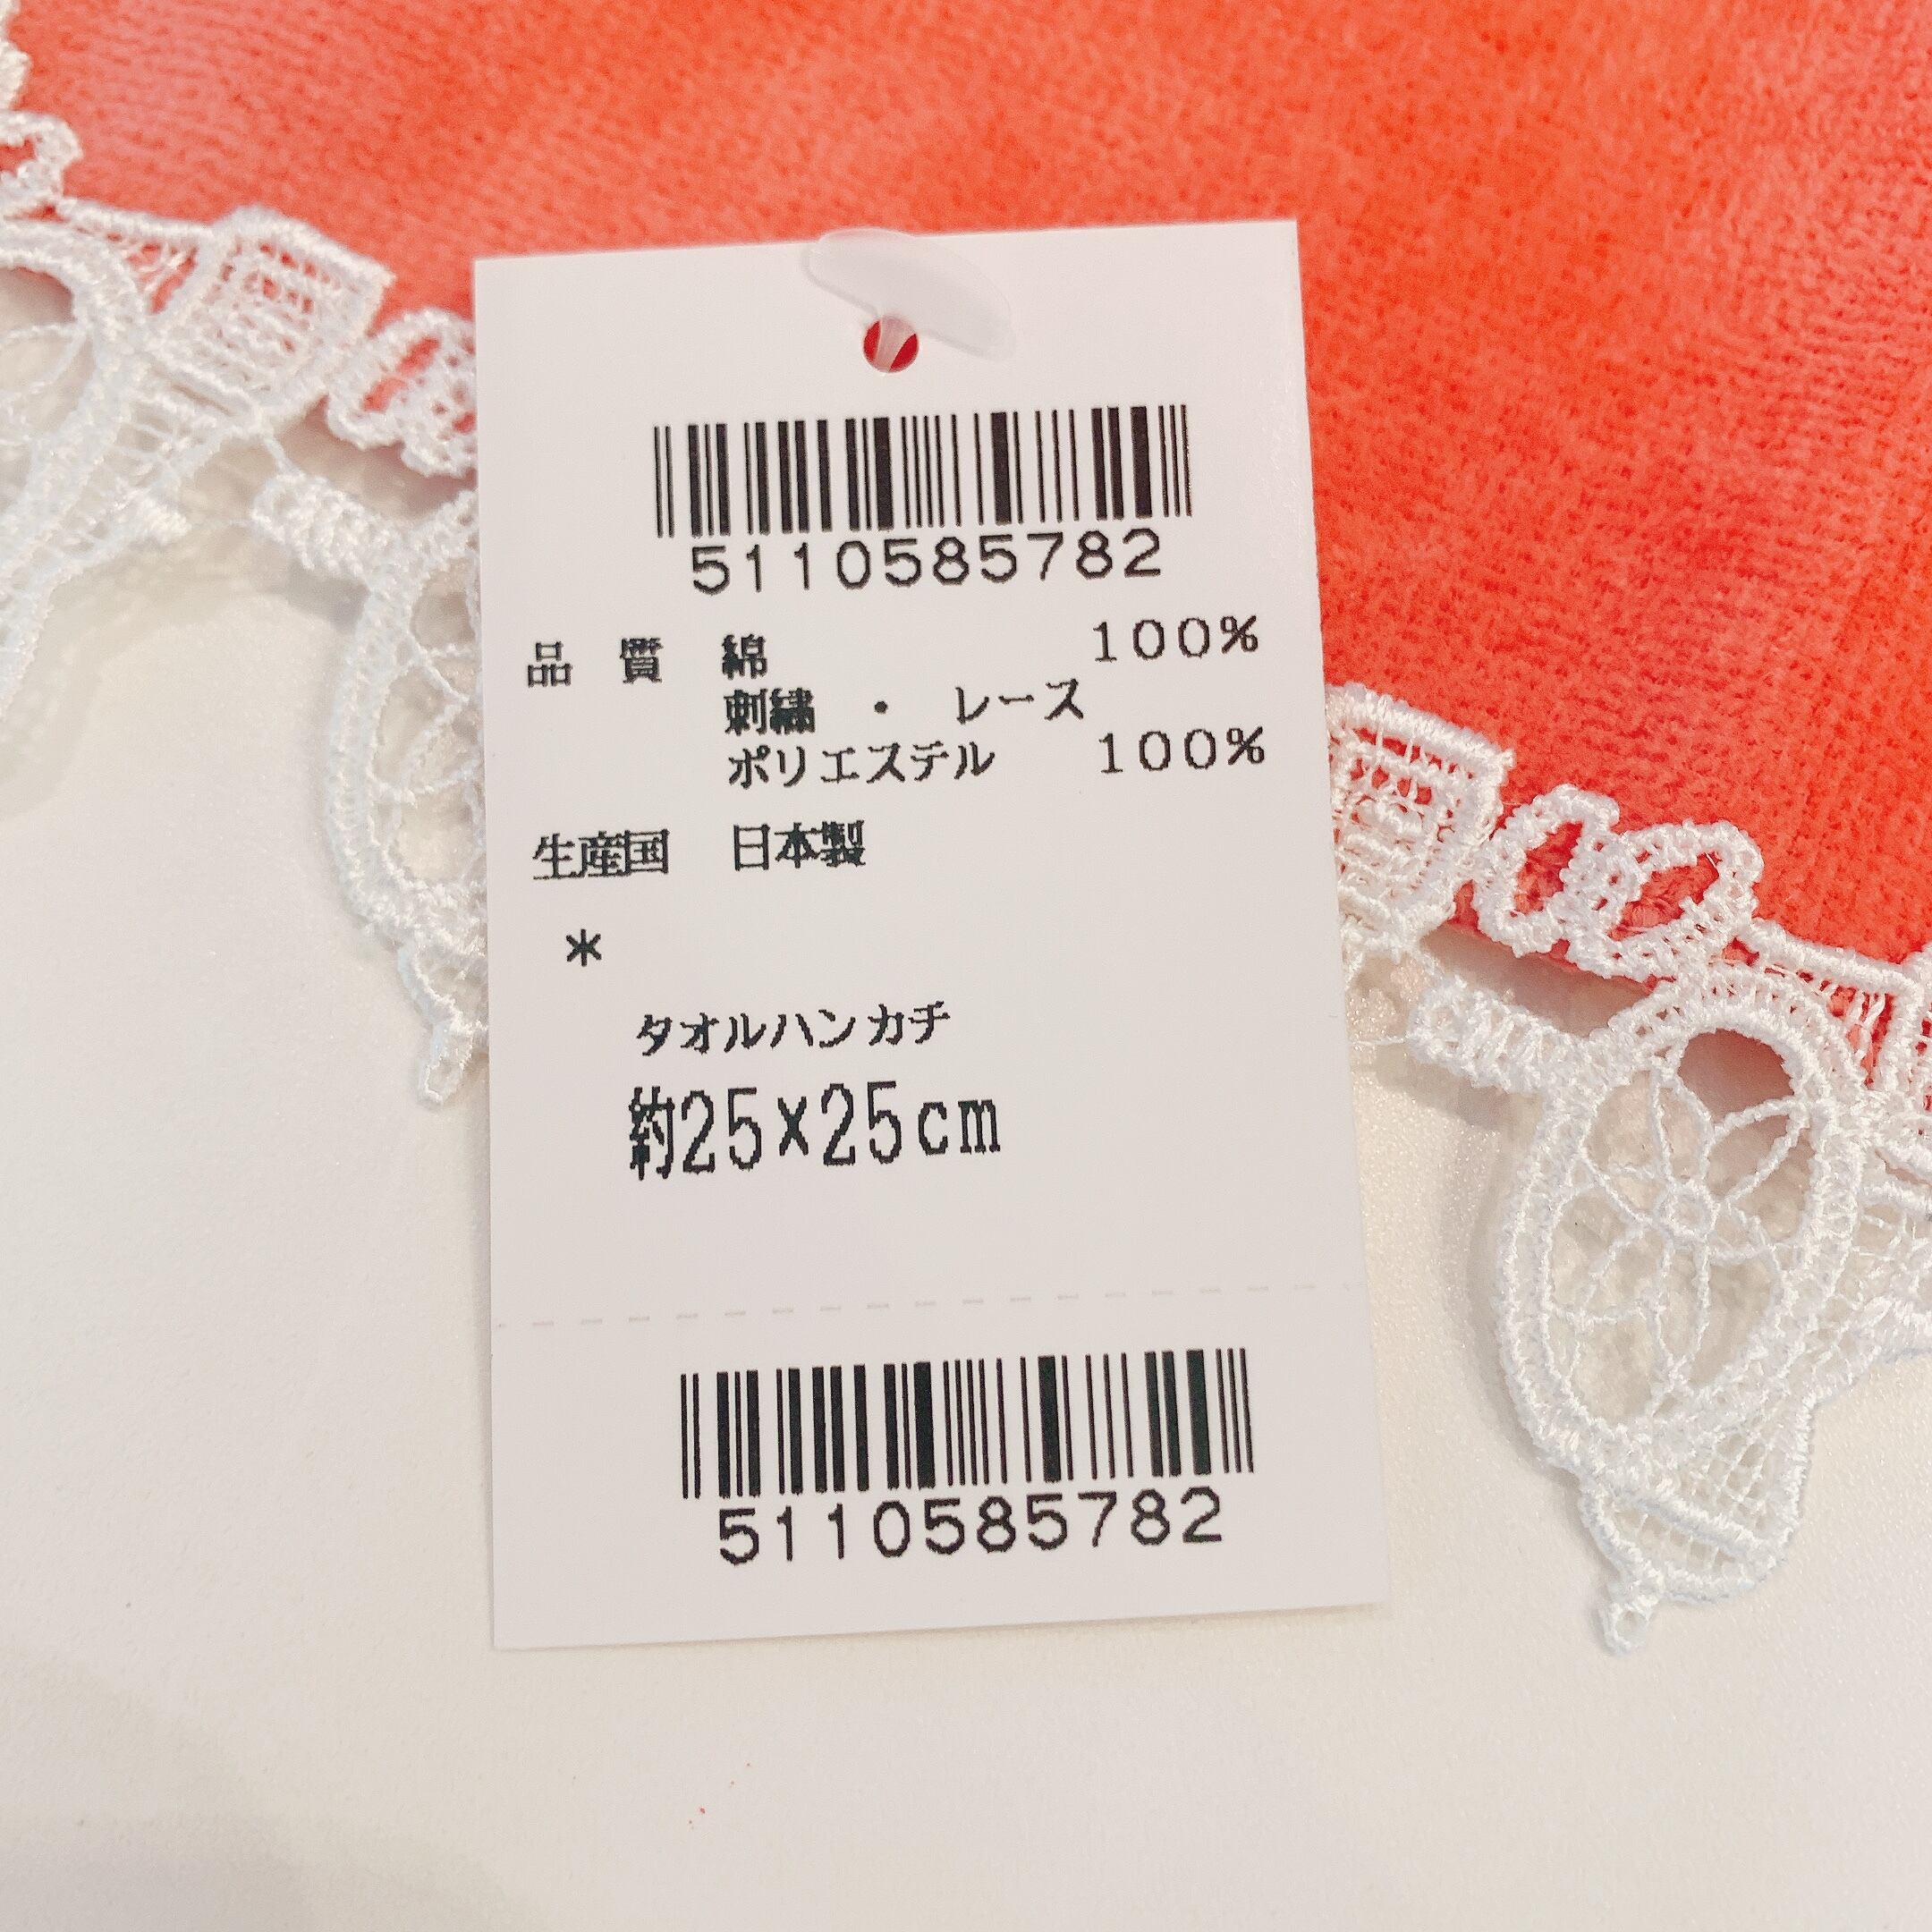 5110585782
品 質 綿 100%
刺繍 ・ レース
ポリエステル 100%
生産国 日本製
*
タオルハンカチ
約25×25cm
5110585782